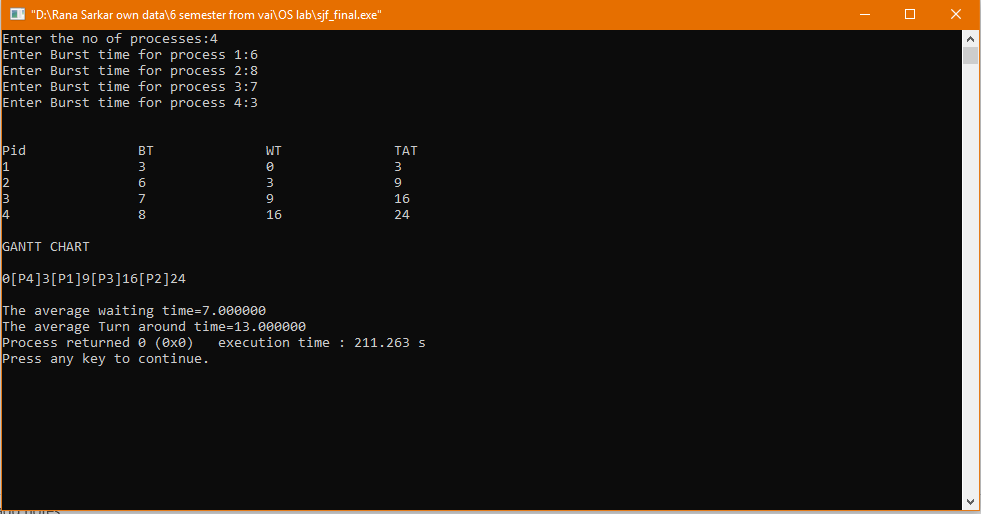 "D:\Rana Sarkar own data\6 semester from vai\OS lab\sjf_final.exe"
Enter the no of processes:4
Enter Burst time for process 1:6
Enter Burst time for process 2:8
Enter Burst time for process 3:7
Enter Burst time for process 4:3
Pid BT WT TAT
1 3 0 3
2 6 3 9
3 7 9 16
4 8 16 24
GANTT CHART
0[P4]3[P1]9[P3]16[P2]24
The average waiting time=7.000000
The average Turn around time=13.000000
Process returned 0 (0x0)   execution time : 211.263 s
Press any key to continue.